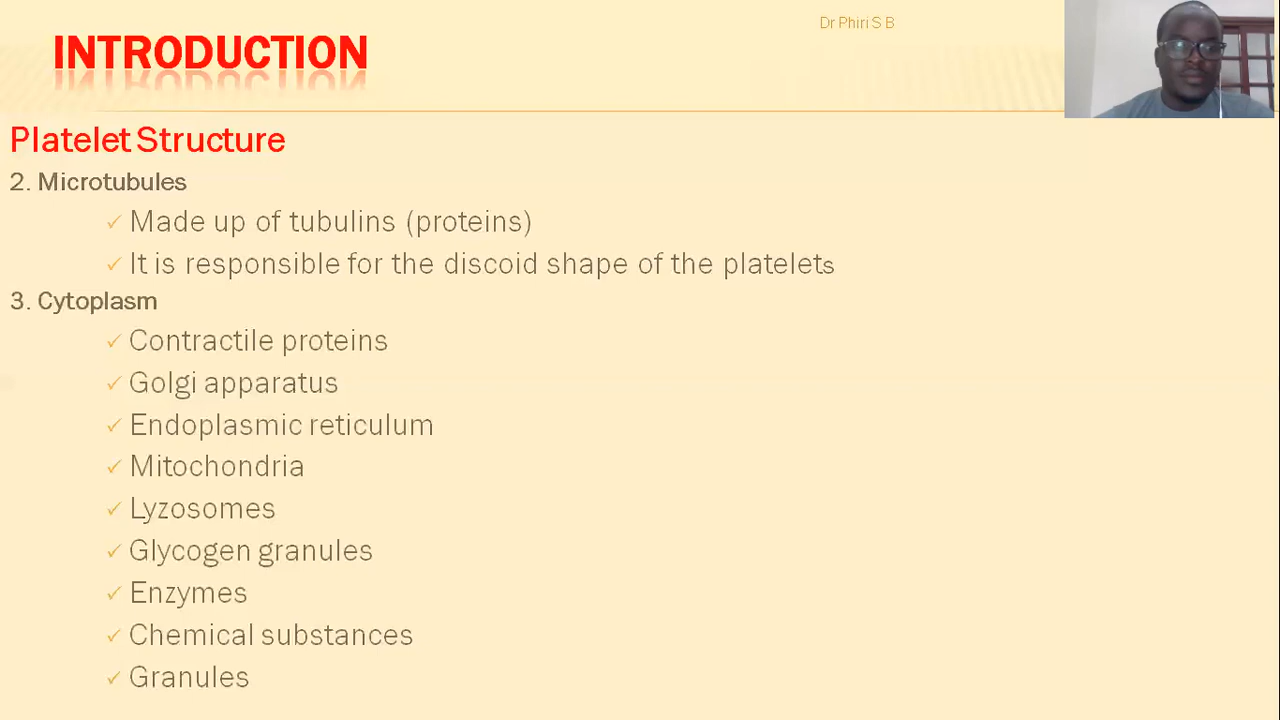 Dr Phiri S B
INTRODUCTION
Platelet Structure
2. Microtubules
✓ Made up of tubulins (proteins)
✓ It is responsible for the discoid shape of the platelets
3. Cytoplasm
✓ Contractile proteins
✓ Golgi apparatus
✓ Endoplasmic reticulum
✓ Mitochondria
✓ Lyzosomes
✓ Glycogen granules
✓ Enzymes
✓ Chemical substances
✓ Granules